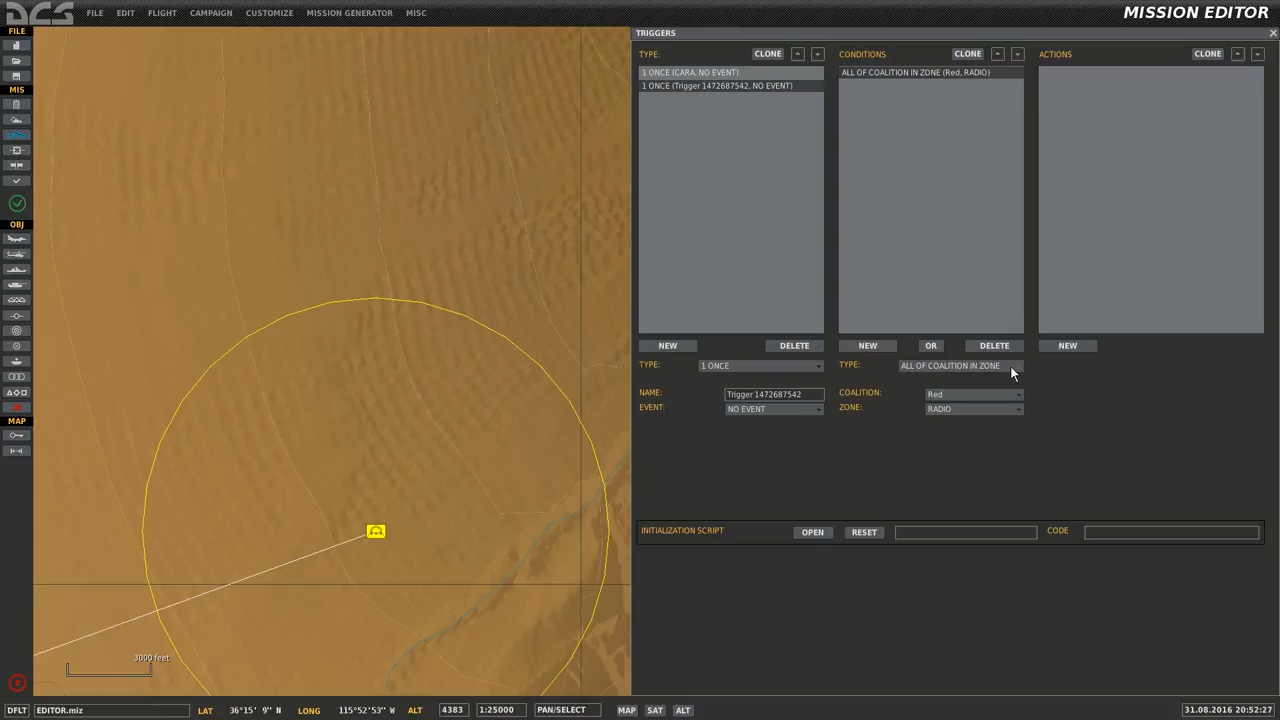 DCS FILE EDIT FLIGHT CAMPAIGN CUSTOMIZE MISSION GENERATOR MISC MISSION EDITOR
FILE
MIS
OBJ
MAP
TRIGGERS X
TYPE: CLONE CONDITIONS CLONE ACTIONS CLONE
1 ONCE (CARA, NO EVENT) ALL OF COALITION IN ZONE (Red, RADIO)
1 ONCE (Trigger 1472687542, NO EVENT)
NEW DELETE NEW OR DELETE NEW
TYPE: 1 ONCE TYPE: ALL OF COALITION IN ZONE
NAME: Trigger 1472687542 COALITION: Red
EVENT: NO EVENT ZONE: RADIO
INITIALIZATION SCRIPT OPEN RESET CODE
3000 feet
DFLT EDITOR.miz LAT 36°15' 9'' N LONG 115°52'53'' W ALT 4383 1:25000 PAN/SELECT MAP SAT ALT 31.08.2016 20:52:27